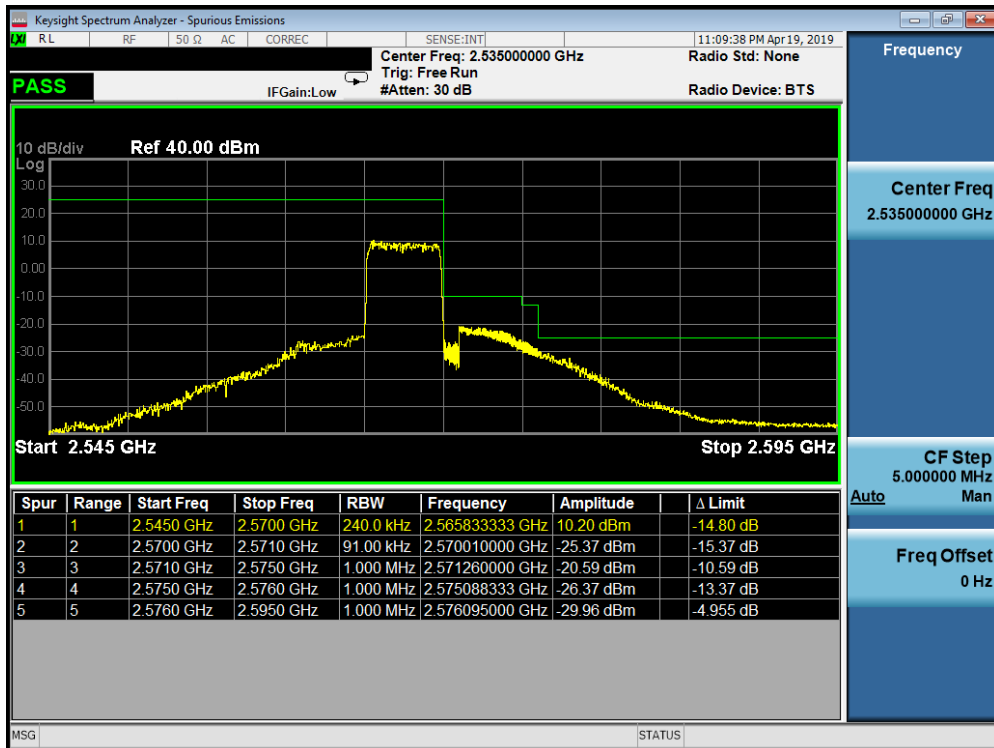 Keysight Spectrum Analyzer - Spurious Emissions
LXI RL RF 50 Ω AC CORREC SENSE:INT 11:09:38 PM Apr 19, 2019
Center Freq: 2.535000000 GHz Radio Std: None
Trig: Free Run
PASS IFGain:Low #Atten: 30 dB Radio Device: BTS
10 dB/div Ref 40.00 dBm
Log
30.0
20.0
10.0
0.00
-10.0
-20.0
-30.0
-40.0
-50.0
Start 2.545 GHz Stop 2.595 GHz
Spur Range Start Freq Stop Freq RBW Frequency Amplitude Δ Limit
1 1 2.5450 GHz 2.5700 GHz 240.0 kHz 2.565833333 GHz 10.20 dBm -14.80 dB
2 2 2.5700 GHz 2.5710 GHz 91.00 kHz 2.570010000 GHz -25.37 dBm -15.37 dB
3 3 2.5710 GHz 2.5750 GHz 1.000 MHz 2.571260000 GHz -20.59 dBm -10.59 dB
4 4 2.5750 GHz 2.5760 GHz 1.000 MHz 2.575088333 GHz -26.37 dBm -13.37 dB
5 5 2.5760 GHz 2.5950 GHz 1.000 MHz 2.576095000 GHz -29.96 dBm -4.955 dB
MSG STATUS
Frequency
Center Freq
2.535000000 GHz
CF Step
5.000000 MHz
Auto Man
Freq Offset
0 Hz